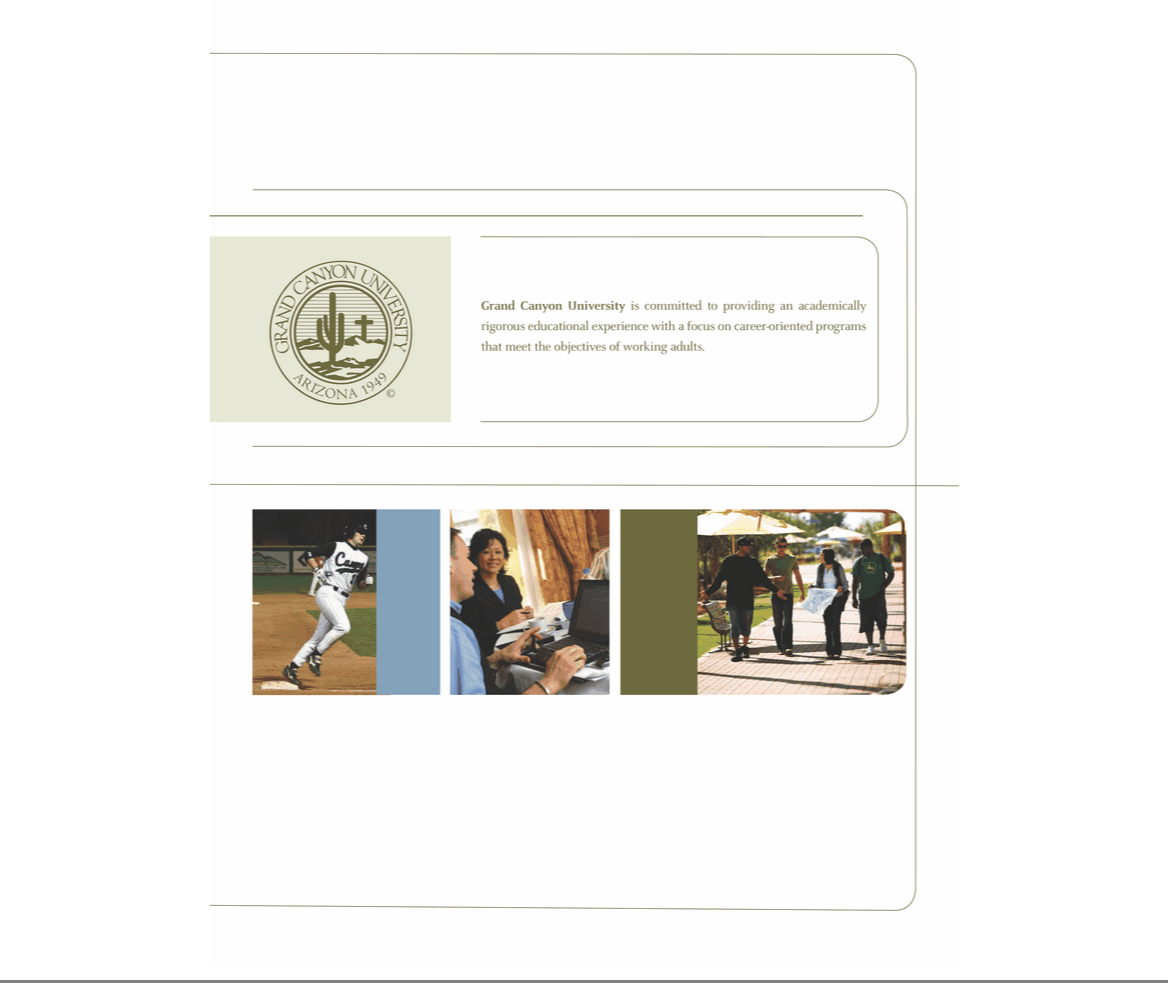 GRAND CANYON UNIVERSITY
ARIZONA 1949
©
Grand Canyon University is committed to providing an academically
rigorous educational experience with a focus on career-oriented programs
that meet the objectives of working adults.